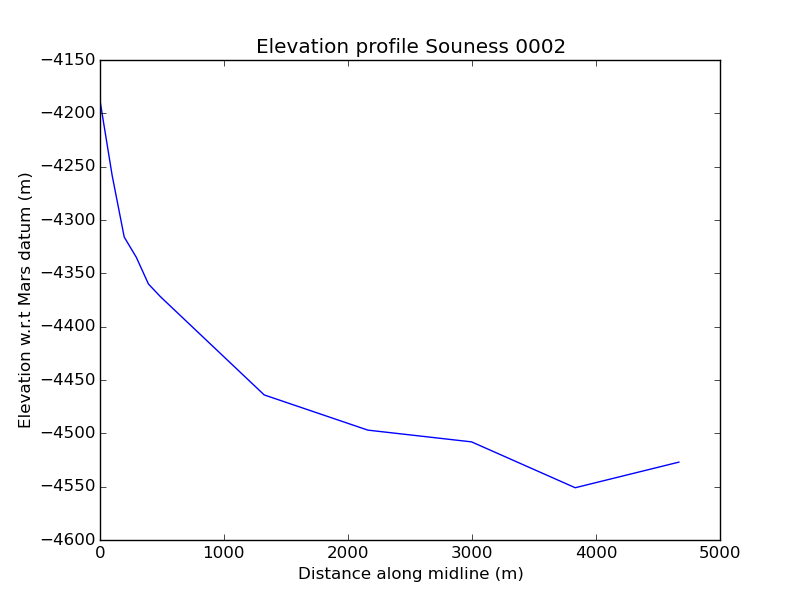 Elevation profile Souness 0002
−4150
−4200
−4250
−4300
−4350
−4400
−4450
−4500
−4550
−4600
Elevation w.r.t Mars datum (m)
0 1000 2000 3000 4000 5000
Distance along midline (m)